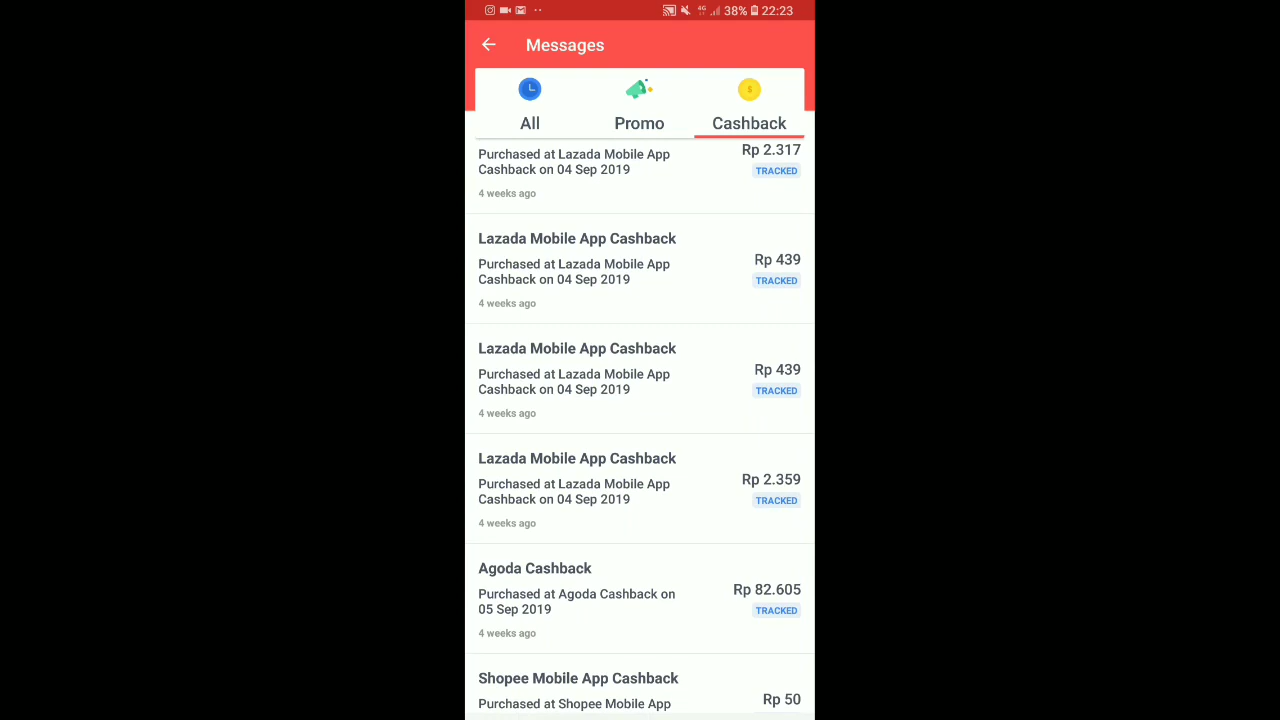 4G 38% 22:23
Messages
All Promo Cashback
Purchased at Lazada Mobile App Rp 2.317
Cashback on 04 Sep 2019 TRACKED
4 weeks ago
Lazada Mobile App Cashback
Purchased at Lazada Mobile App Rp 439
Cashback on 04 Sep 2019 TRACKED
4 weeks ago
Lazada Mobile App Cashback
Purchased at Lazada Mobile App Rp 439
Cashback on 04 Sep 2019 TRACKED
4 weeks ago
Lazada Mobile App Cashback
Purchased at Lazada Mobile App Rp 2.359
Cashback on 04 Sep 2019 TRACKED
4 weeks ago
Agoda Cashback
Purchased at Agoda Cashback on Rp 82.605
05 Sep 2019 TRACKED
4 weeks ago
Shopee Mobile App Cashback
Purchased at Shopee Mobile App Rp 50